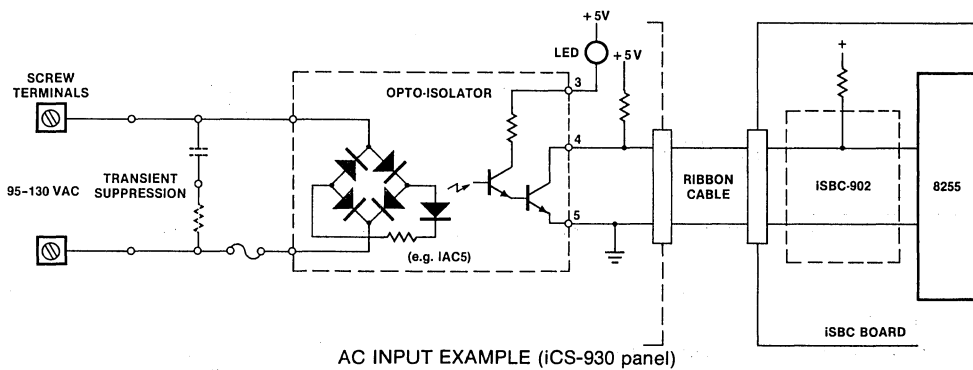 +5V
LED
+5V
+
SCREW
TERMINALS
OPTO-ISOLATOR
3
4
TRANSIENT
SUPPRESSION
95-130 VAC
RIBBON
CABLE
iSBC-902
8255
5
(e.g. IAC5)
iSBC BOARD
AC INPUT EXAMPLE (iCS-930 panel)